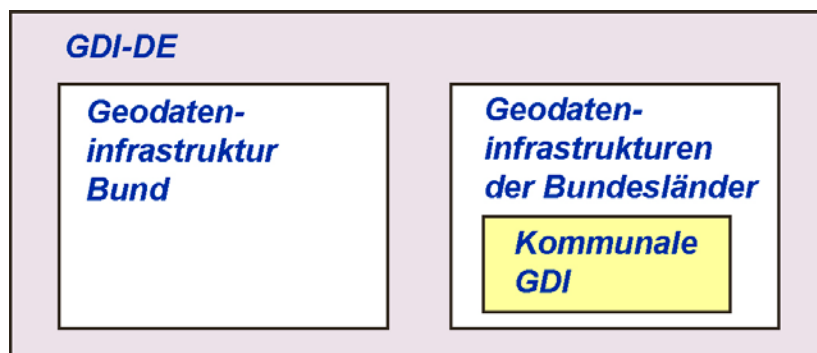 GDI-DE
Geodaten-
infrastruktur
Bund
Geodaten-
infrastrukturen
der Bundesländer
Kommunale
GDI